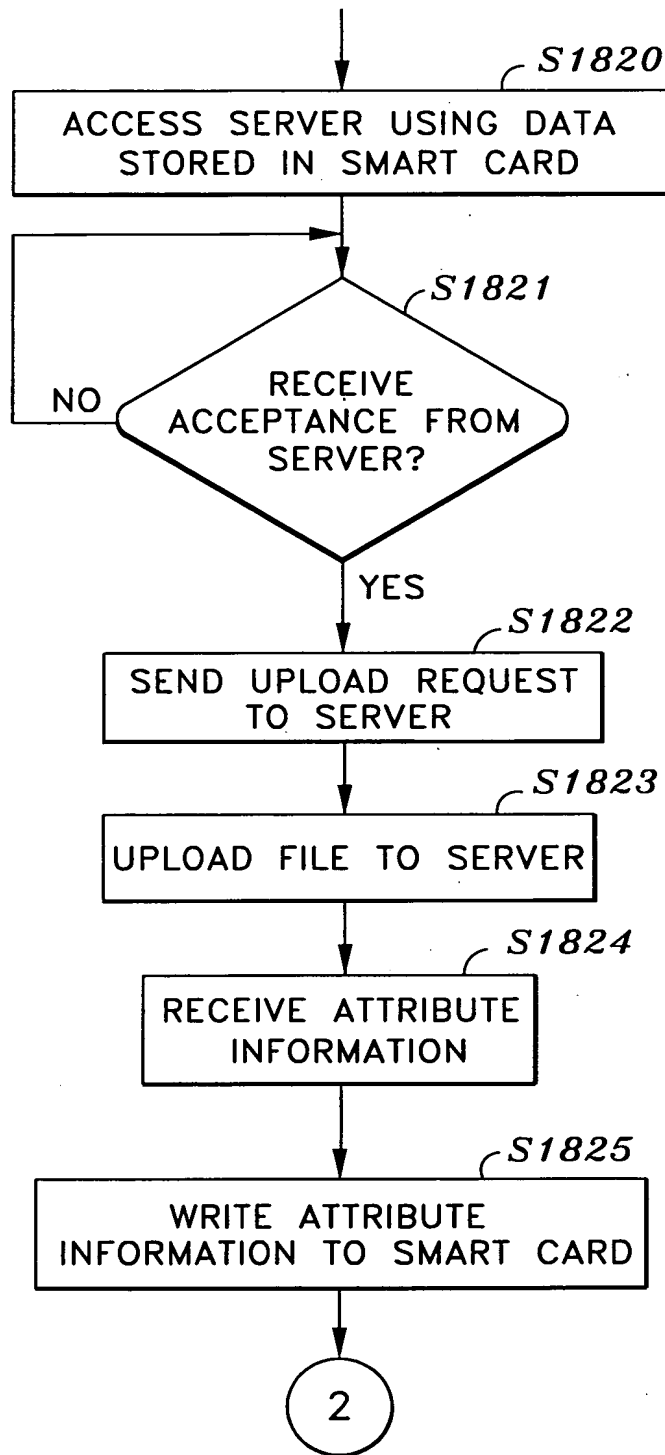 S1820
ACCESS SERVER USING DATA
STORED IN SMART CARD
S1821
RECEIVE
ACCEPTANCE FROM
SERVER?
NO
YES
S1822
SEND UPLOAD REQUEST
TO SERVER
S1823
UPLOAD FILE TO SERVER
S1824
RECEIVE ATTRIBUTE
INFORMATION
S1825
WRITE ATTRIBUTE
INFORMATION TO SMART CARD
2